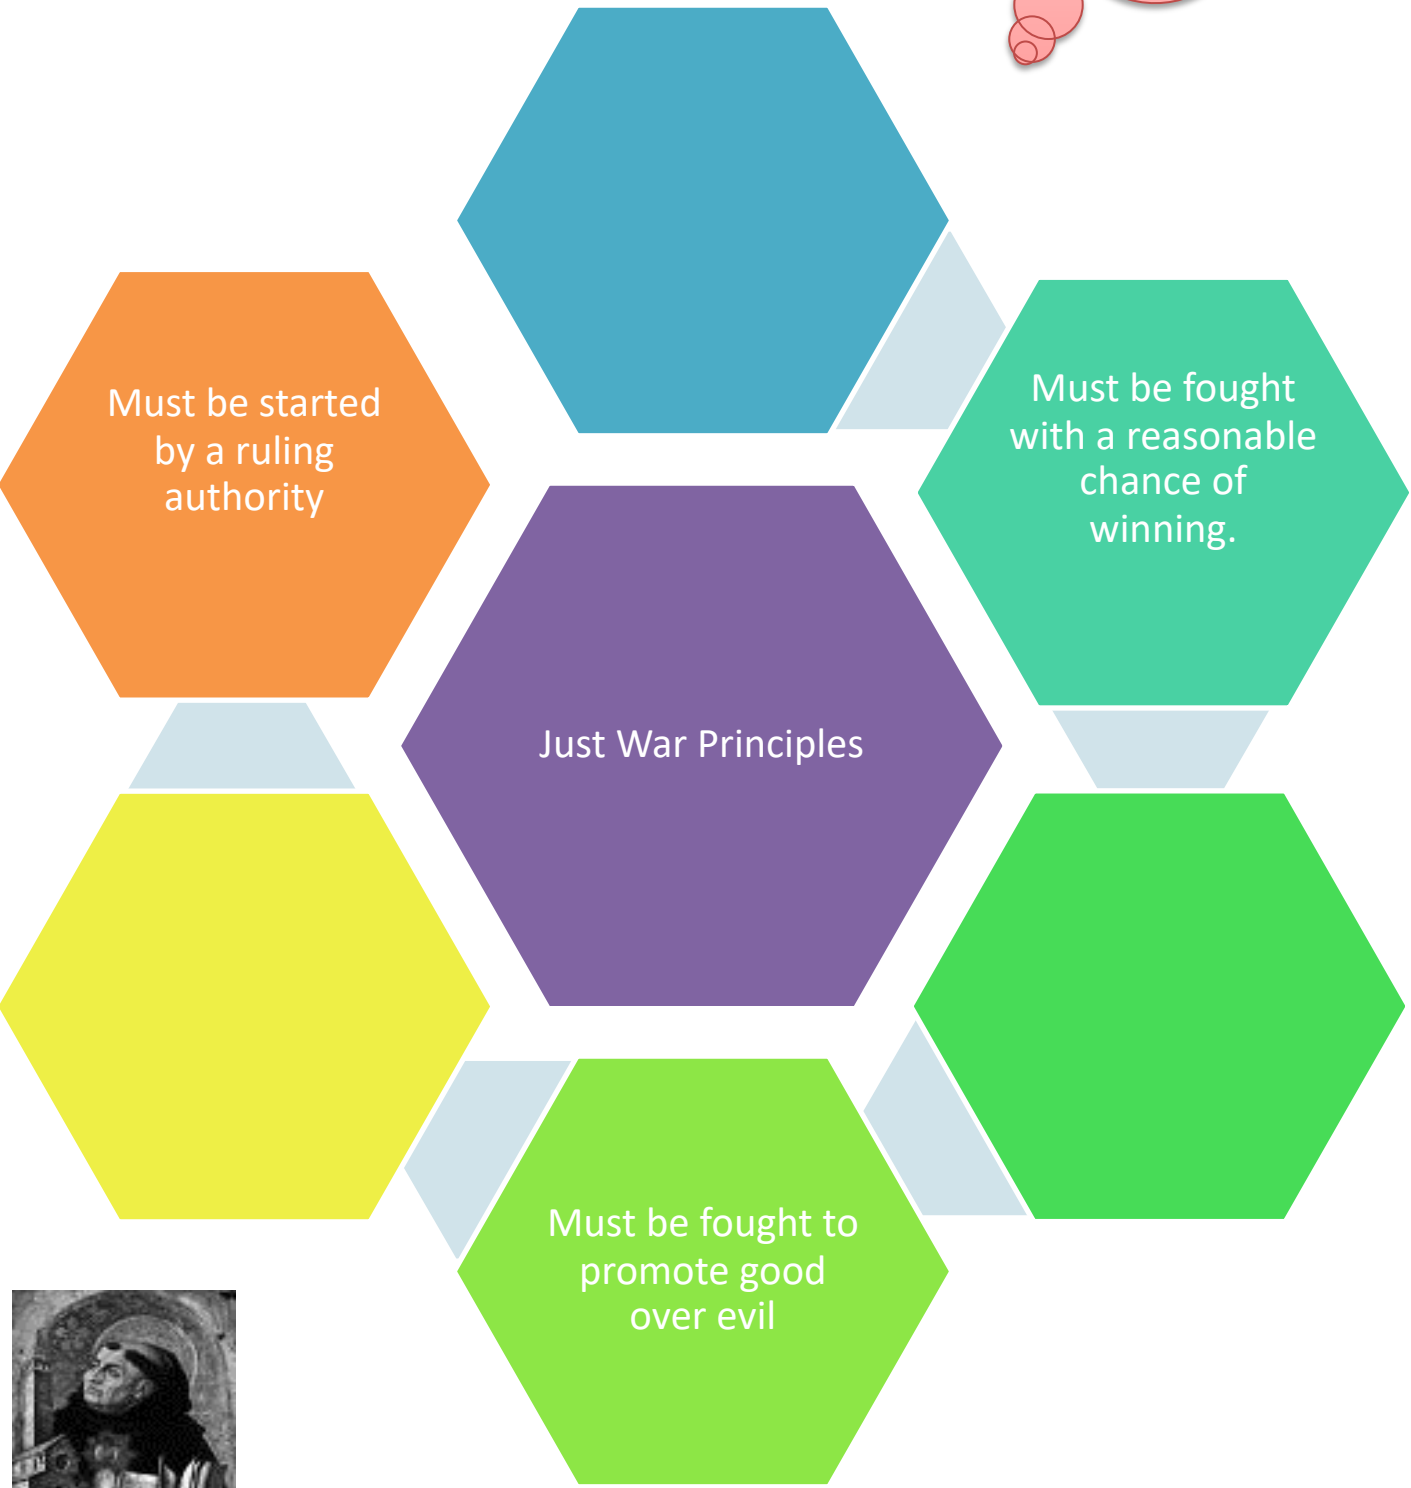 Must be started
by a ruling
authority
Must be fought
with a reasonable
chance of
winning.
Just War Principles
Must be fought to
promote good
over evil